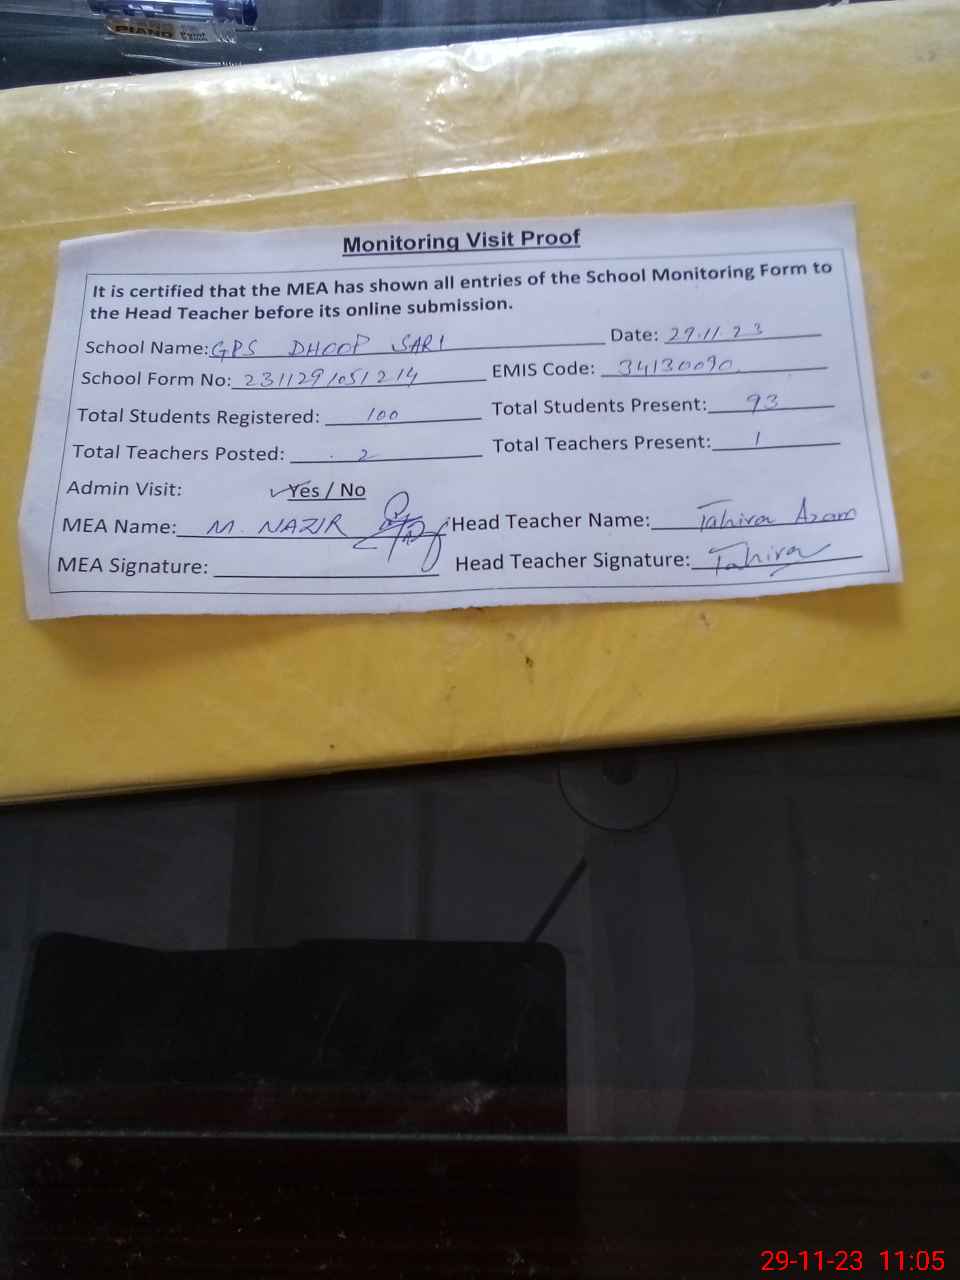 PIANO Point
Monitoring Visit Proof
It is certified that the MEA has shown all entries of the School Monitoring Form to
the Head Teacher before its online submission.
School Name: GPS DHOOP SARI Date: 29.11.23
School Form No: 2311291051214 EMIS Code: 34130090
Total Students Registered: 100 Total Students Present: 93
Total Teachers Posted: 2 Total Teachers Present: 1
Admin Visit: ✓Yes / No
MEA Name: M. NAZIR Head Teacher Name: Tahira Azam
MEA Signature: Head Teacher Signature: Tahira
29-11-23 11:05